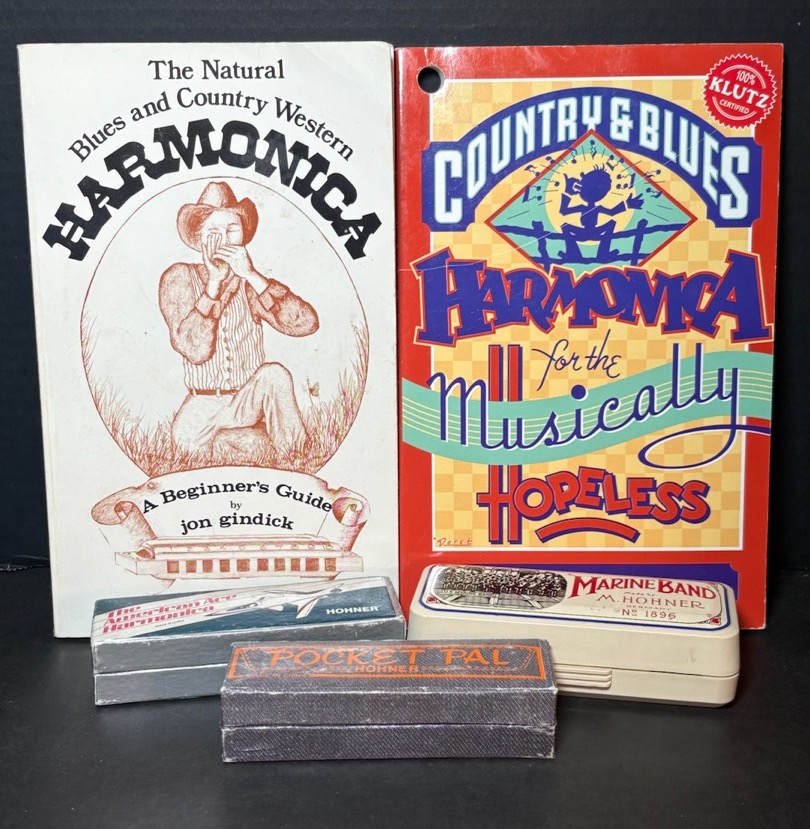 The Natural
Blues and Country Western
HARMONICA
A Beginner's Guide
by
jon gindick
100%
KLUTZ
CERTIFIED
COUNTRY & BLUES
HARMONICA
for the
Musically
HOPELESS
The
American Ace
Harmonica
HOHNER
MARINE BAND
M. HOHNER
GERMANY
No 1896
POCKET PAL
HOHNER